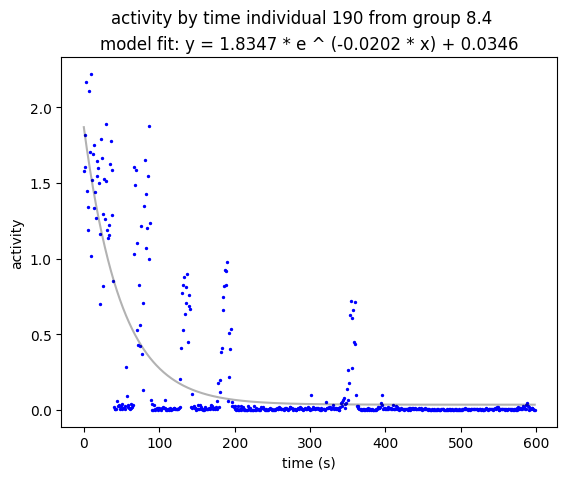 activity by time individual 190 from group 8.4
model fit: y = 1.8347 * e ^ (-0.0202 * x) + 0.0346
2.0
1.5
1.0
0.5
0.0
activity
0 100 200 300 400 500 600
time (s)